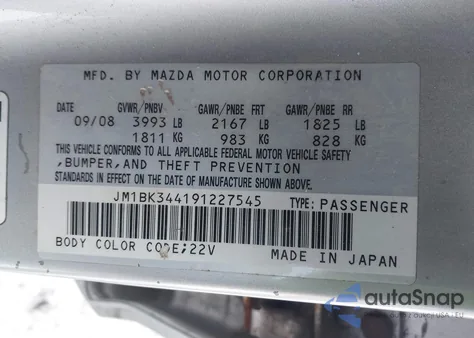 MFD. BY MAZDA MOTOR CORPORATION
DATE GVWR/PNBV GAWR/PNBE FRT GAWR/PNBE RR
09/08 3993 LB 2167 LB 1825 LB
1811 KG 983 KG 828 KG
THIS VEHICLE CONFORMS TO ALL APPLICABLE FEDERAL MOTOR VEHICLE SAFETY
,BUMPER,AND THEFT PREVENTION
STANDARDS IN EFFECT ON THE DATE OF MANUFACTURE SHOWN ABOVE.
JM1BK344191227545 TYPE: PASSENGER
BODY COLOR CODE;22V
MADE IN JAPAN
autoSnap